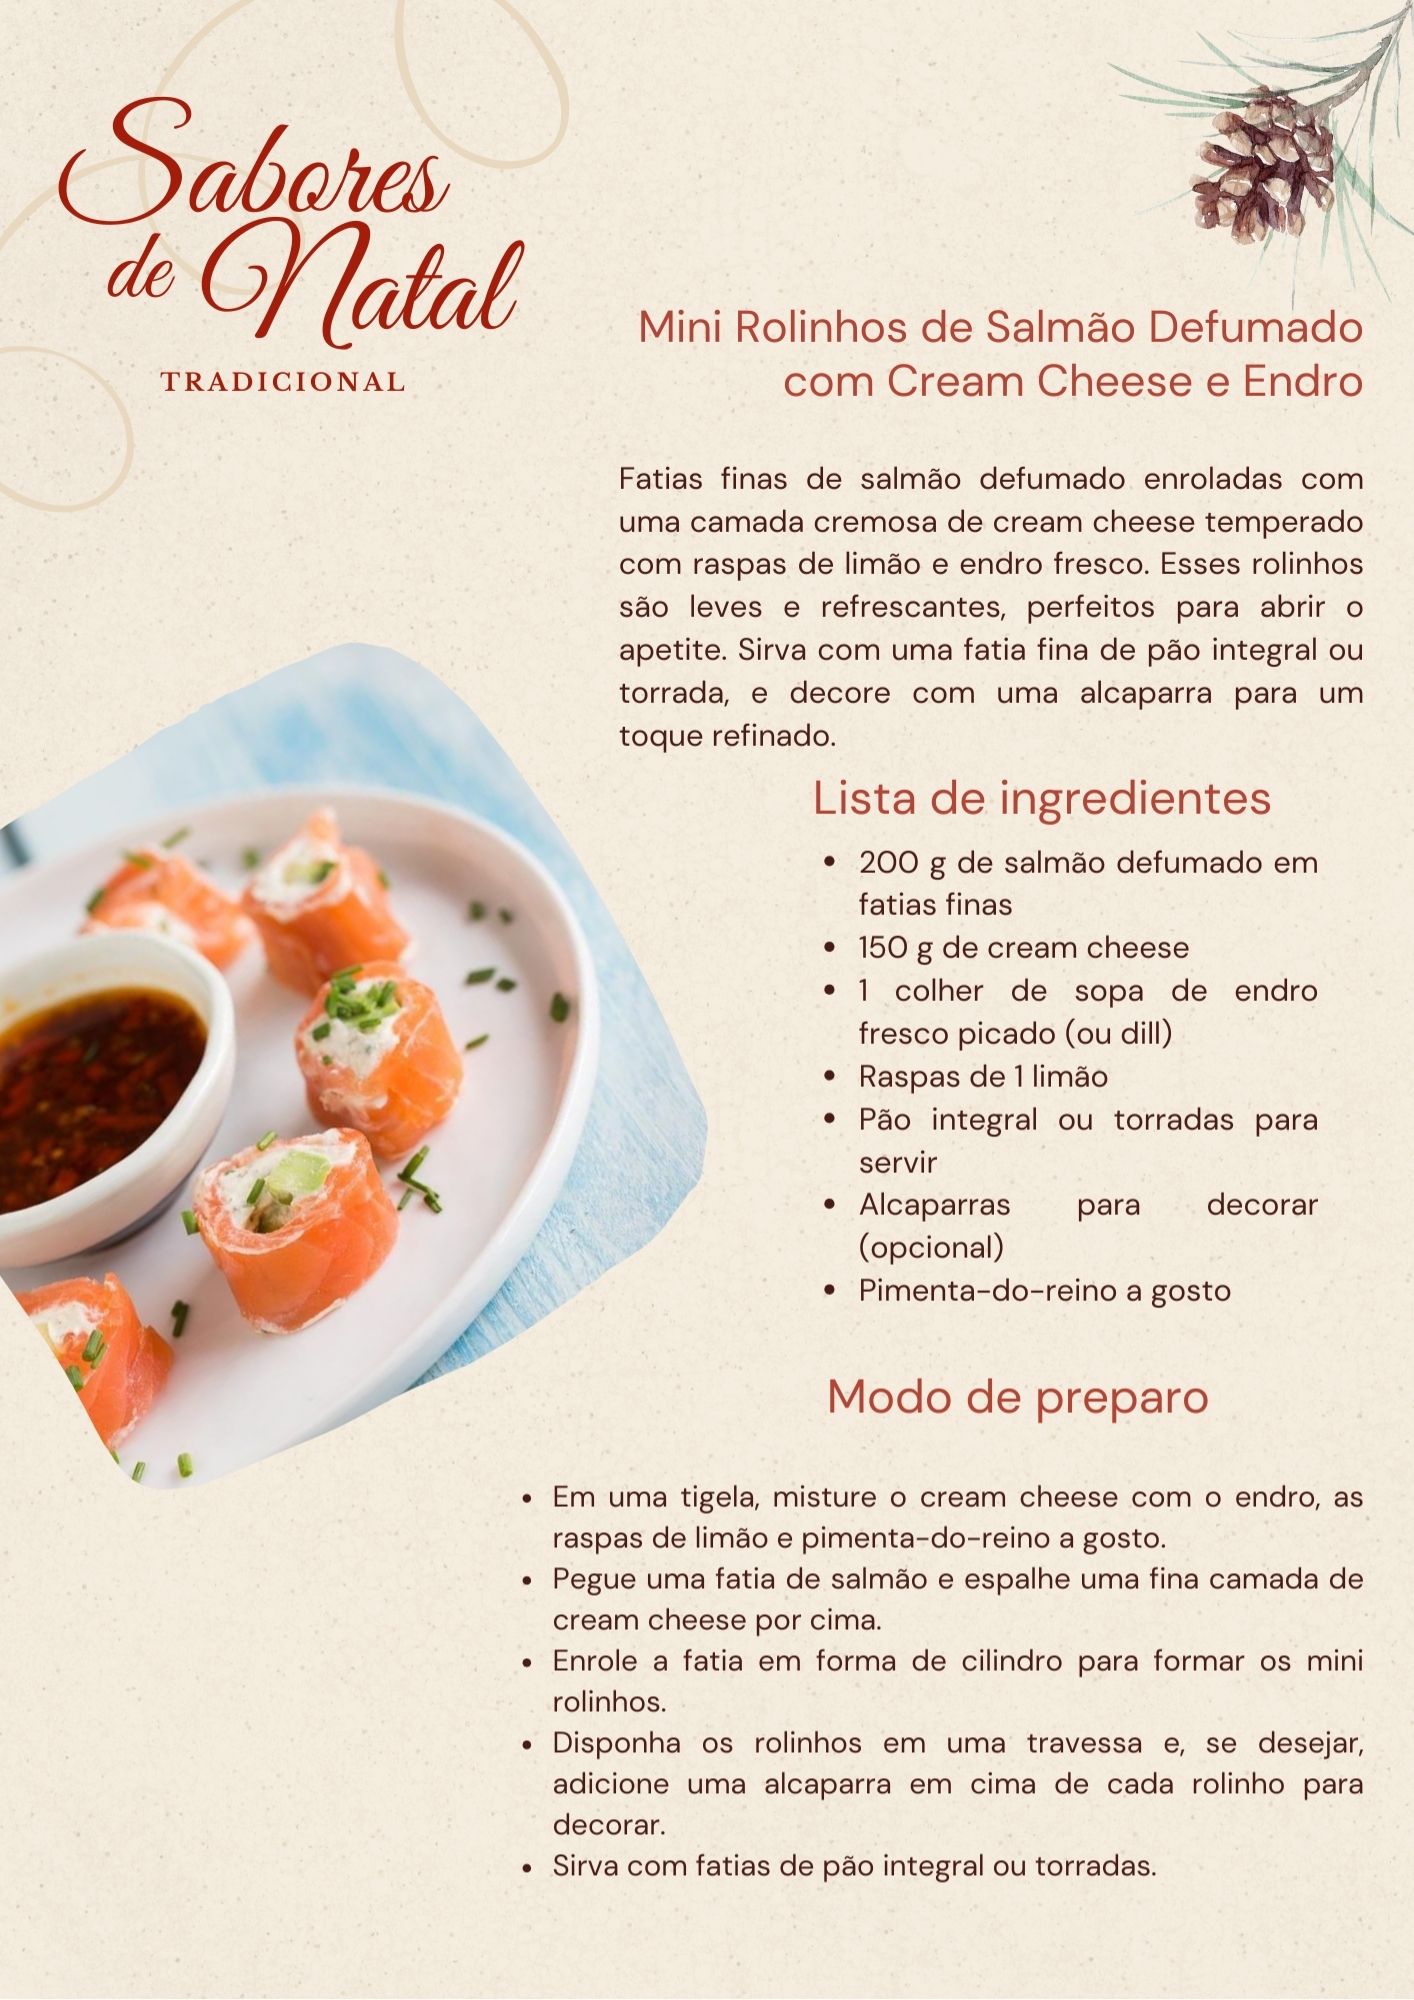 Sabores
de Natal
TRADICIONAL
Mini Rolinhos de Salmão Defumado
com Cream Cheese e Endro
Fatias finas de salmão defumado enroladas com
uma camada cremosa de cream cheese temperado
com raspas de limão e endro fresco. Esses rolinhos
são leves e refrescantes, perfeitos para abrir o
apetite. Sirva com uma fatia fina de pão integral ou
torrada, e decore com uma alcaparra para um
toque refinado.
Lista de ingredientes
• 200 g de salmão defumado em
fatias finas
• 150 g de cream cheese
• 1 colher de sopa de endro
fresco picado (ou dill)
• Raspas de 1 limão
• Pão integral ou torradas para
servir
• Alcaparras para decorar
(opcional)
• Pimenta-do-reino a gosto
Modo de preparo
• Em uma tigela, misture o cream cheese com o endro, as
raspas de limão e pimenta-do-reino a gosto.
• Pegue uma fatia de salmão e espalhe uma fina camada de
cream cheese por cima.
• Enrole a fatia em forma de cilindro para formar os mini
rolinhos.
• Disponha os rolinhos em uma travessa e, se desejar,
adicione uma alcaparra em cima de cada rolinho para
decorar.
• Sirva com fatias de pão integral ou torradas.